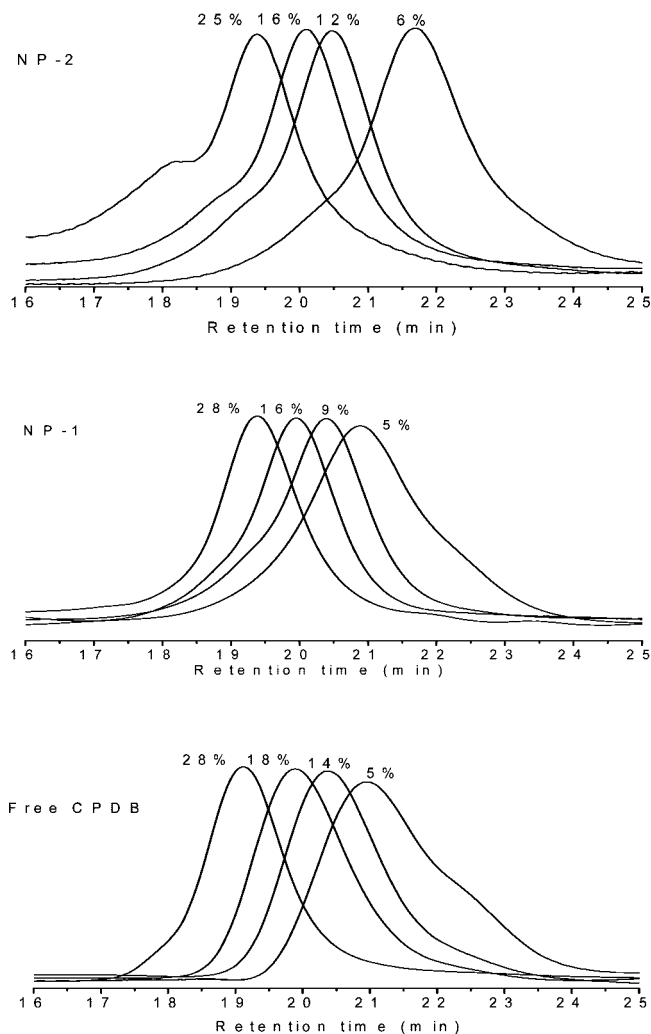 25% 16% 12% 6%
NP-2
16 17 18 19 20 21 22 23 24 25
Retention time (min)
28% 16% 9% 5%
NP-1
16 17 18 19 20 21 22 23 24 25
Retention time (min)
28% 18% 14% 5%
Free CPDB
16 17 18 19 20 21 22 23 24 25
Retention time (min)